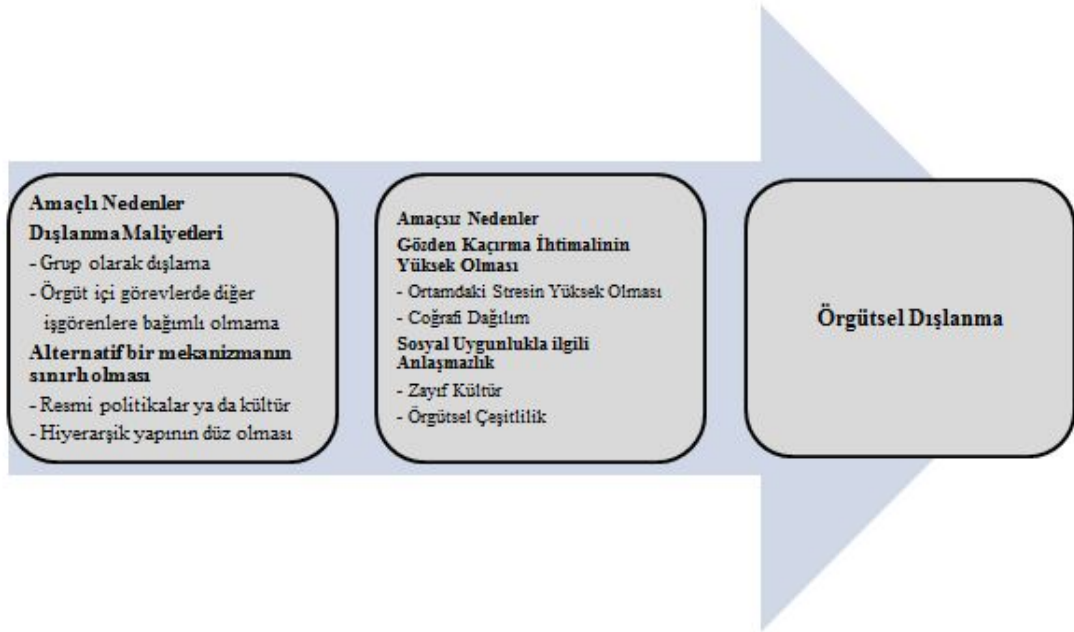 Amaçlı Nedenler
Dışlanma Maliyetleri
- Grup olarak dışlama
- Örgüt içi görevlerde diğer
işgörenlere bağımlı olmama
Alternatif bir mekanizmanın
sınırlı olması
- Resmi politikalar ya da kültür
- Hiyerarşik yapının düz olması
Amaçsız Nedenler
Gözden Kaçırma İhtimalinin
Yüksek Olması
- Ortamdaki Stresin Yüksek Olması
- Coğrafi Dağılım
Sosyal Uygunlukla ilgili
Anlaşmazlık
- Zayıf Kültür
- Örgütsel Çeşitlilik
Örgütsel Dışlanma